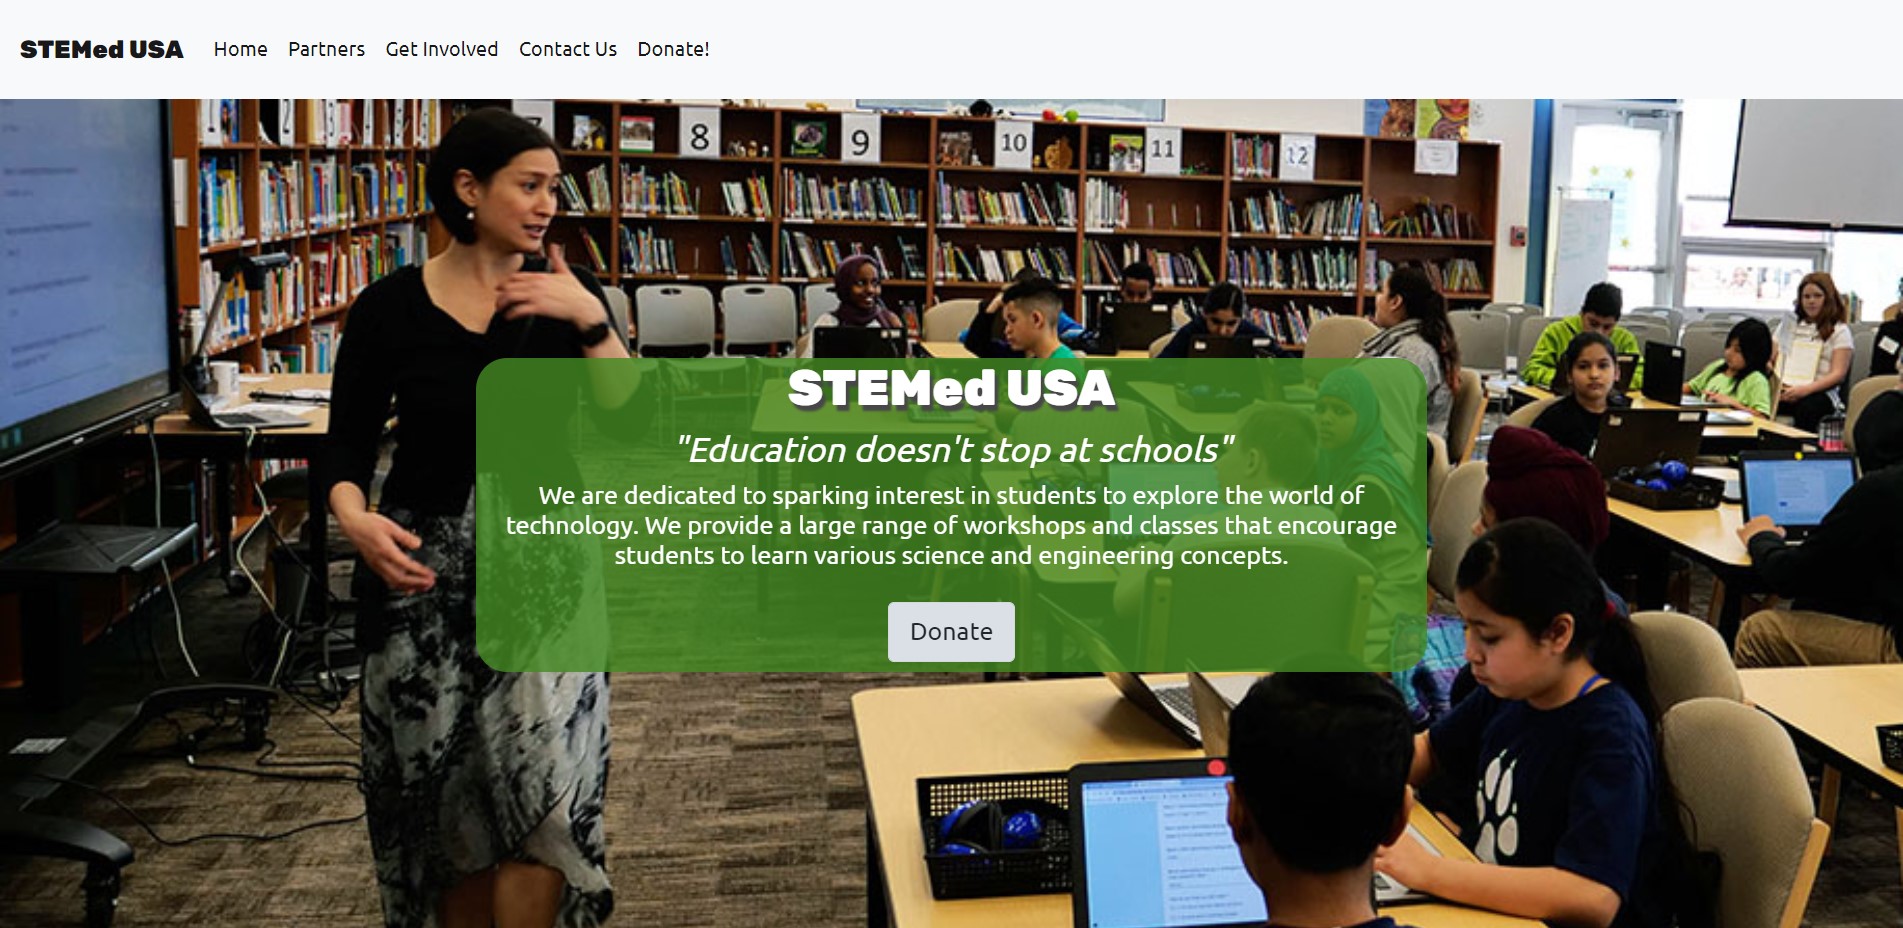 STEMed USA Home Partners Get Involved Contact Us Donate!
7 8 9 10 11 12
STEMed USA
"Education doesn't stop at schools"
We are dedicated to sparking interest in students to explore the world of
technology. We provide a large range of workshops and classes that encourage
students to learn various science and engineering concepts.
Donate